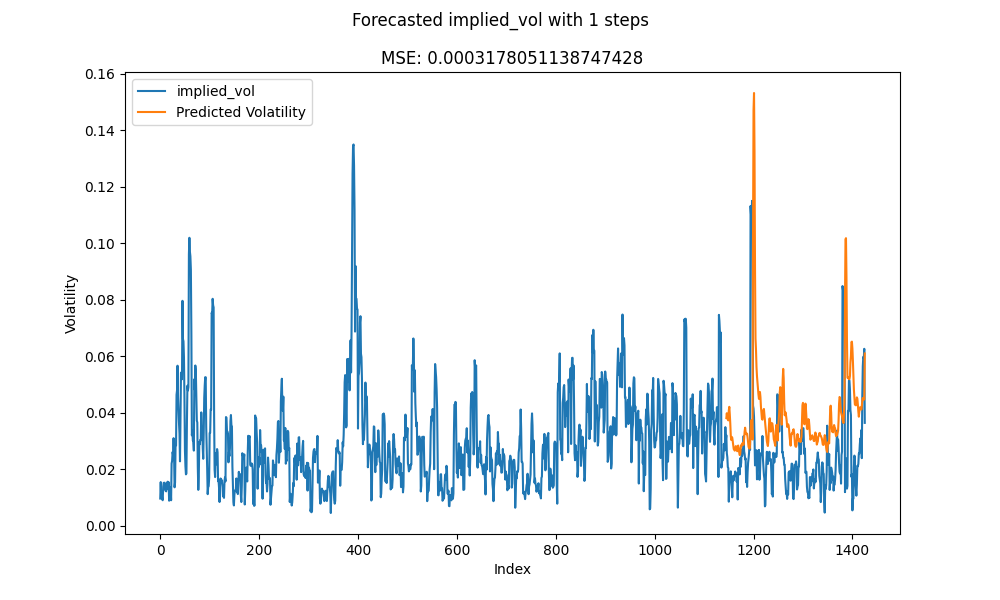 Forecasted implied_vol with 1 steps
MSE: 0.0003178051138747428
implied_vol
Predicted Volatility
Volatility
0.16
0.14
0.12
0.10
0.08
0.06
0.04
0.02
0.00
0 200 400 600 800 1000 1200 1400
Index